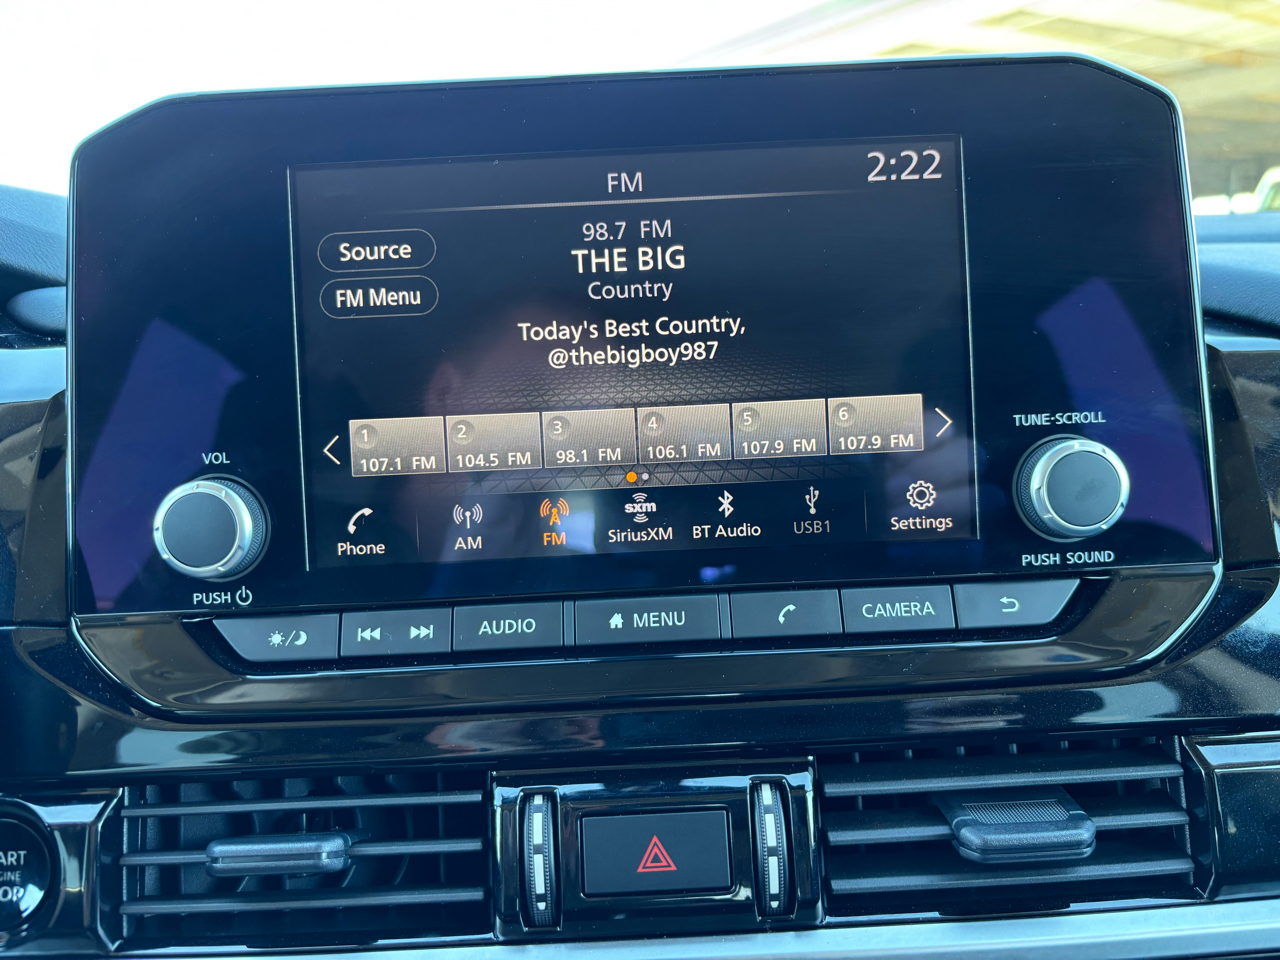 FM
2:22
98.7 FM
THE BIG
Country
Source
FM Menu
Today's Best Country,
@thebigboy987
1
107.1 FM
2
104.5 FM
3
98.1 FM
4
106.1 FM
5
107.9 FM
6
107.9 FM
Phone
AM
FM
sxm
SiriusXM
BT Audio
USB1
Settings
VOL
PUSH
TUNE·SCROLL
PUSH SOUND
AUDIO
MENU
CAMERA